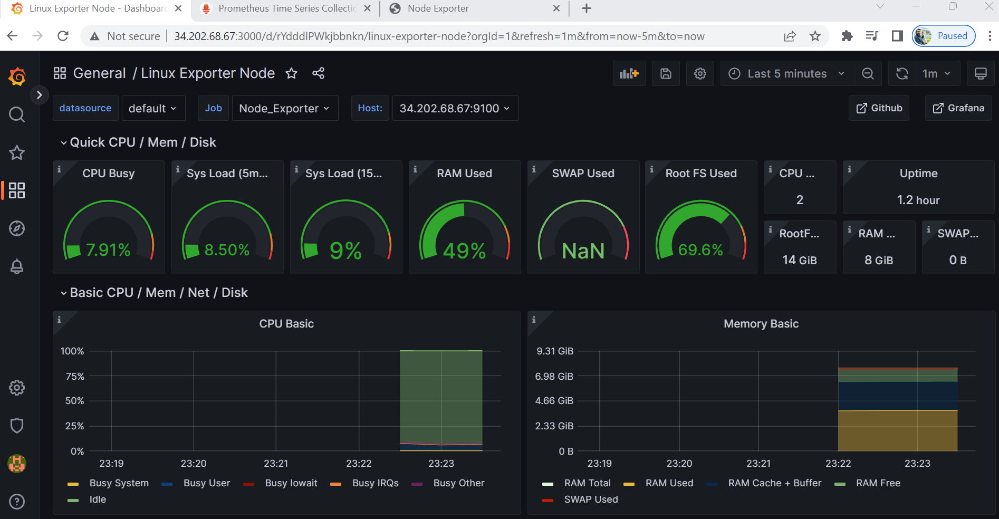 Linux Exporter Node - Dashboard
Prometheus Time Series Collectio
Node Exporter
Not secure
34.202.68.67:3000/d/rYdddlPWkjbbnkn/linux-exporter-node?orgId=1&refresh=1m&from=now-5m&to=now
Paused
General / Linux Exporter Node
Last 5 minutes
1m
datasource default
Job Node_Exporter
Host: 34.202.68.67:9100
Github
Grafana
Quick CPU / Mem / Disk
CPU Busy
7.91%
Sys Load (5m...
8.50%
Sys Load (15...
9%
RAM Used
49%
SWAP Used
NaN
Root FS Used
69.6%
CPU ...
2
Uptime
1.2 hour
RootF...
14 GiB
RAM ...
8 GiB
SWAP...
0 B
Basic CPU / Mem / Net / Disk
CPU Basic
100%
75%
50%
25%
0%
23:19 23:20 23:21 23:22 23:23
Busy System Busy User Busy Iowait Busy IRQs Busy Other
Idle
Memory Basic
9.31 GiB
6.98 GiB
4.66 GiB
2.33 GiB
0 B
23:19 23:20 23:21 23:22 23:23
RAM Total RAM Used RAM Cache + Buffer RAM Free
SWAP Used